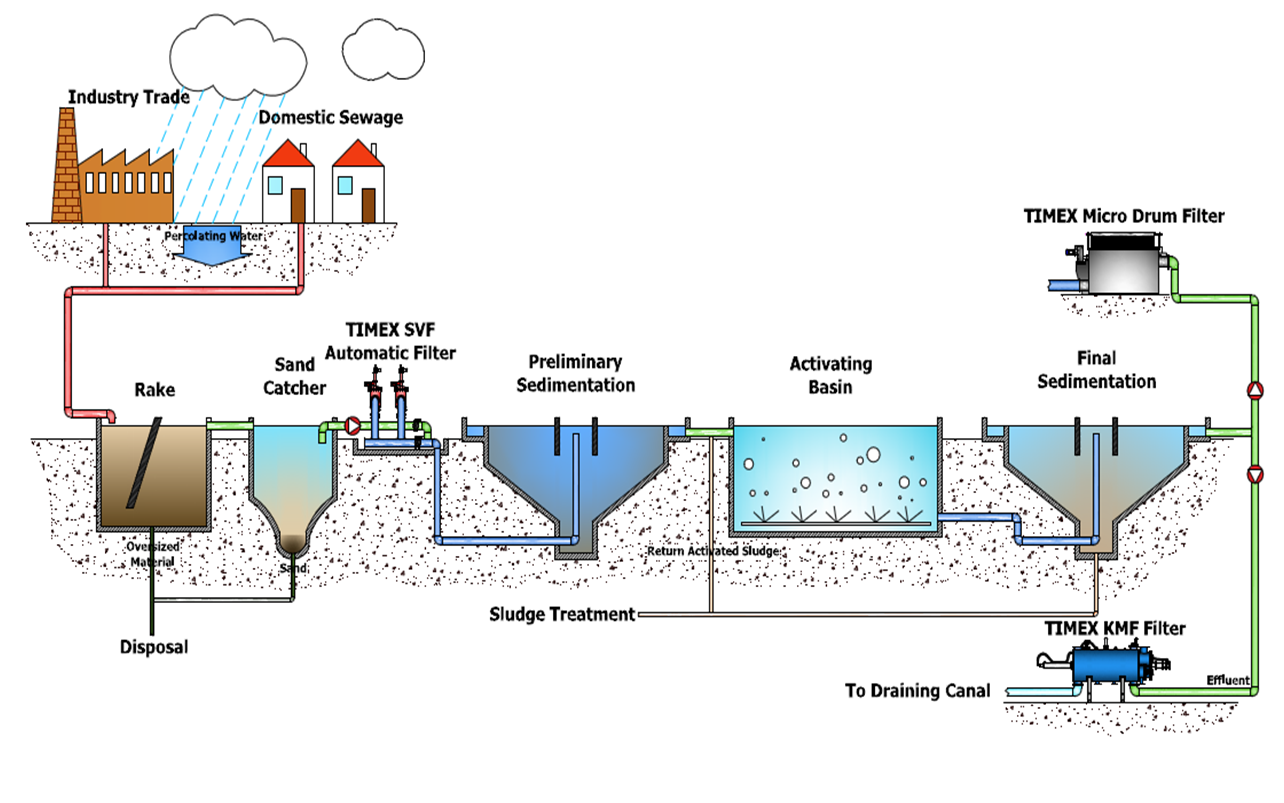 Industry Trade
Domestic Sewage
Percolating Water
TIMEX Micro Drum Filter
TIMEX SVF
Automatic Filter
Rake
Sand
Catcher
Preliminary
Sedimentation
Activating
Basin
Final
Sedimentation
Oversized
Material
Sand
Return Activated Sludge
Sludge Treatment
Disposal
TIMEX KMF Filter
Effluent
To Draining Canal